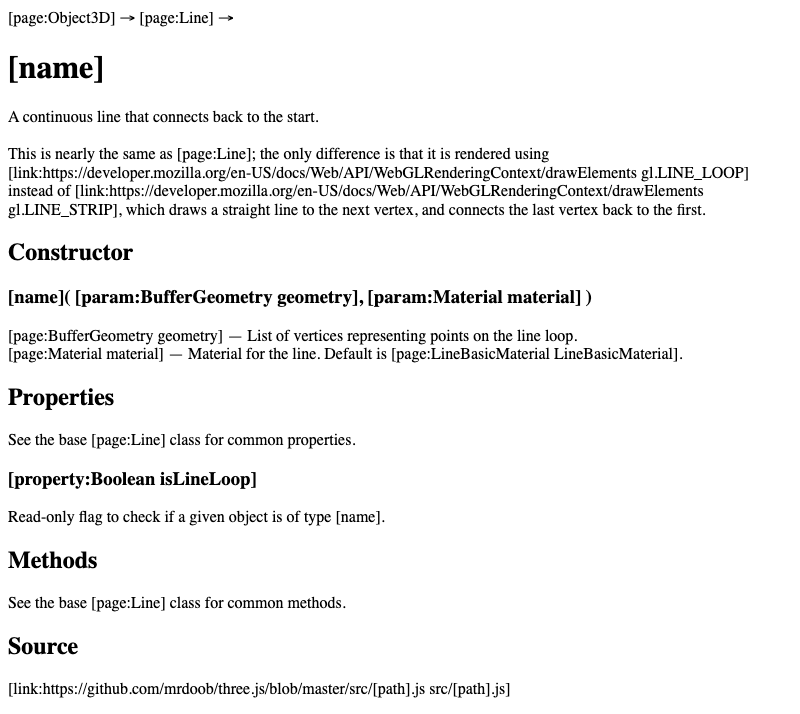 [page:Object3D] → [page:Line] →
[name]
A continuous line that connects back to the start.
This is nearly the same as [page:Line]; the only difference is that it is rendered using
[link:https://developer.mozilla.org/en-US/docs/Web/API/WebGLRenderingContext/drawElements gl.LINE_LOOP]
instead of [link:https://developer.mozilla.org/en-US/docs/Web/API/WebGLRenderingContext/drawElements
gl.LINE_STRIP], which draws a straight line to the next vertex, and connects the last vertex back to the first.
Constructor
[name]( [param:BufferGeometry geometry], [param:Material material] )
[page:BufferGeometry geometry] — List of vertices representing points on the line loop.
[page:Material material] — Material for the line. Default is [page:LineBasicMaterial LineBasicMaterial].
Properties
See the base [page:Line] class for common properties.
[property:Boolean isLineLoop]
Read-only flag to check if a given object is of type [name].
Methods
See the base [page:Line] class for common methods.
Source
[link:https://github.com/mrdoob/three.js/blob/master/src/[path].js src/[path].js]